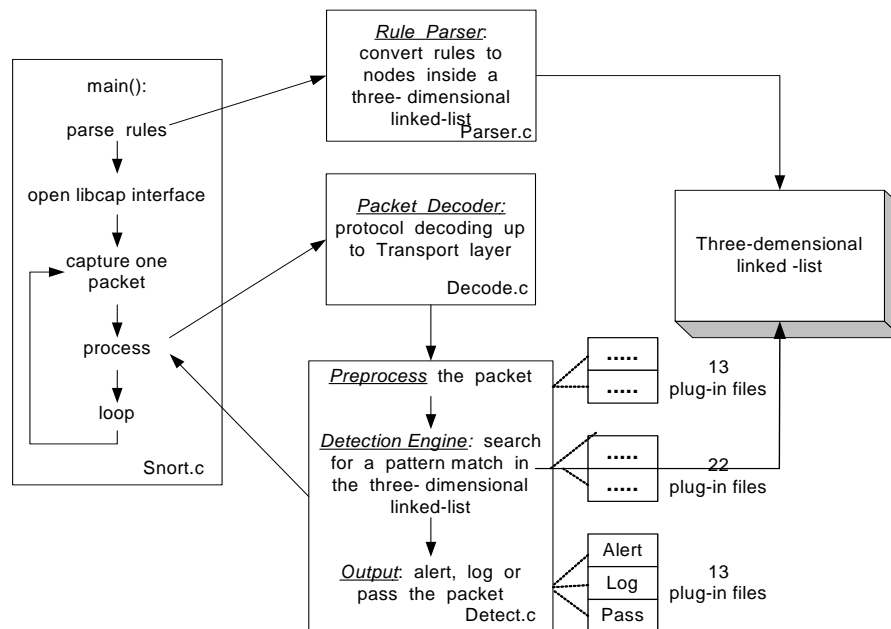 main():
parse rules
open libcap interface
capture one
packet
process
loop
Snort.c
Rule Parser:
convert rules to
nodes inside a
three- dimensional
linked-list
Parser.c
Packet Decoder:
protocol decoding up
to Transport layer
Decode.c
Three-demensional
linked -list
Preprocess the packet
Detection Engine: search
for a pattern match in
the three- dimensional
linked-list
Output: alert, log or
pass the packet
Detect.c
.....
.....
13
plug-in files
.....
.....
22
plug-in files
Alert
Log
Pass
13
plug-in files